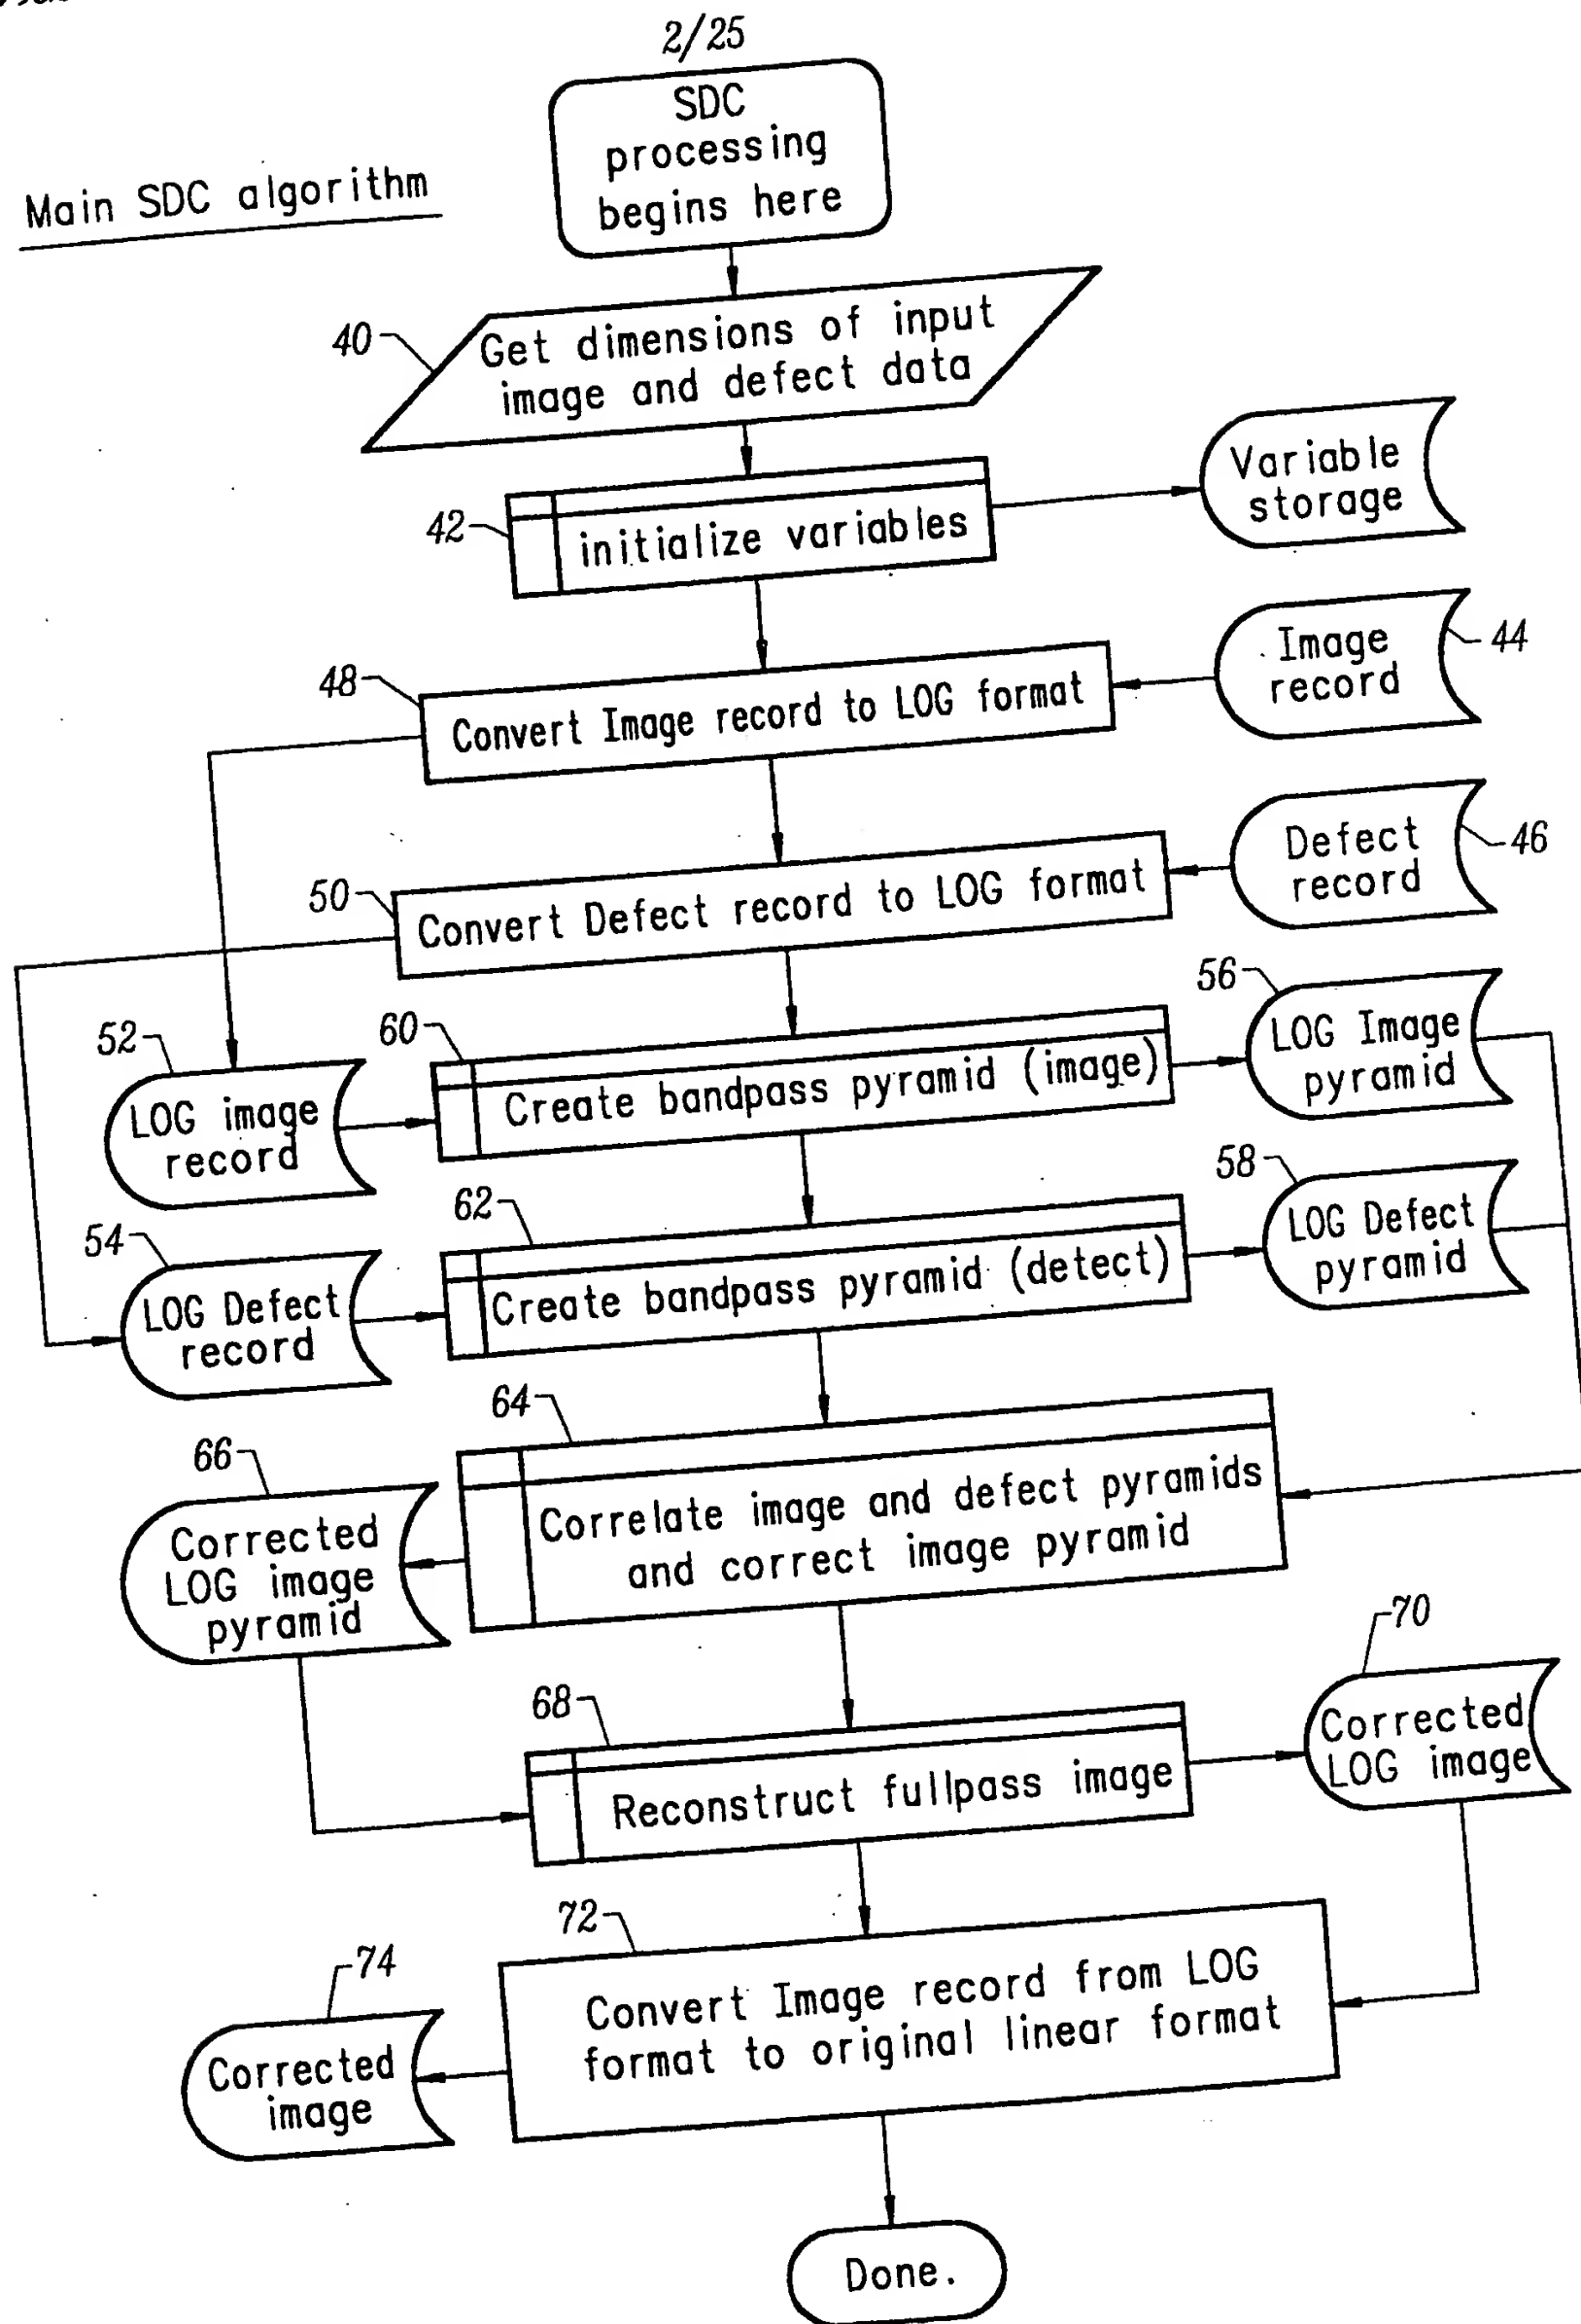 2/25
SDC
processing
begins here
Main SDC algorithm
40
Get dimensions of input
image and defect data
Variable
storage
42
initialize variables
Image
record
44
48
Convert Image record to LOG format
Defect
record
46
50
Convert Defect record to LOG format
52
LOG image
record
60
Create bandpass pyramid (image)
56
LOG Image
pyramid
54
LOG Defect
record
62
Create bandpass pyramid (detect)
58
LOG Defect
pyramid
64
Correlate image and defect pyramids
and correct image pyramid
66
Corrected
LOG image
pyramid
68
Reconstruct fullpass image
70
Corrected
LOG image
72
Convert Image record from LOG
format to original linear format
74
Corrected
image
Done.